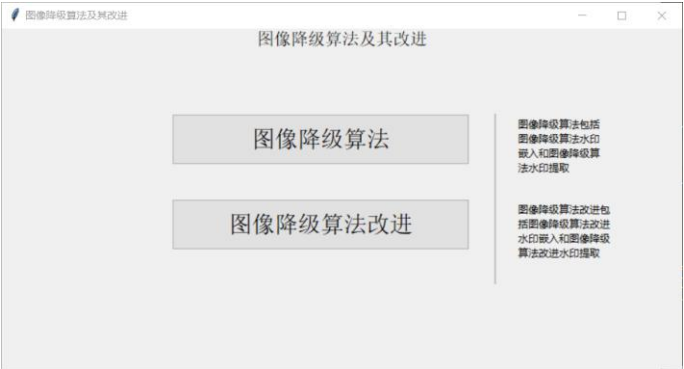 图像降级算法及其改进
图像降级算法及其改进
图像降级算法
图像降级算法包括
图像降级算法水印
嵌入和图像降级算
法水印提取
图像降级算法改进
图像降级算法改进包
括图像降级算法改进
水印嵌入和图像降级
算法改进水印提取